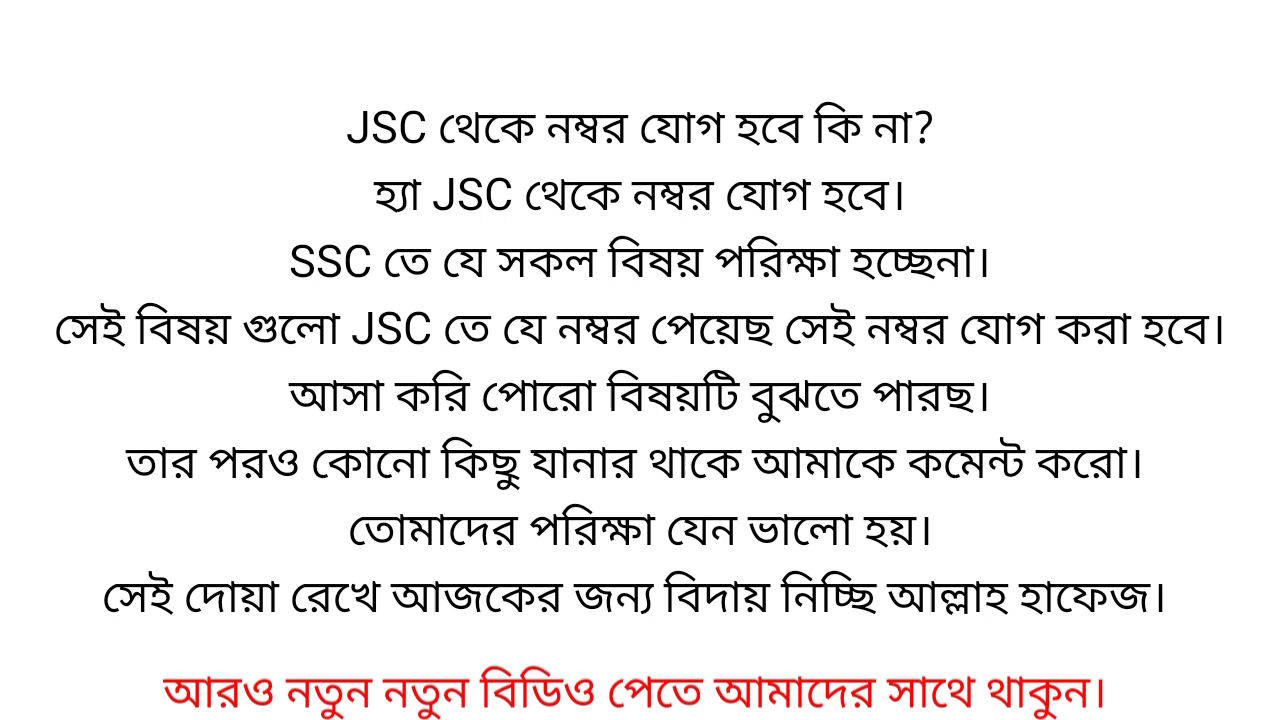 JSC থেকে নম্বর যোগ হবে কি না?
হ্যা JSC থেকে নম্বর যোগ হবে।
SSC তে যে সকল বিষয় পরিক্ষা হচ্ছেনা।
সেই বিষয় গুলো JSC তে যে নম্বর পেয়েছ সেই নম্বর যোগ করা হবে।
আসা করি পোরো বিষয়টি বুঝতে পারছ।
তার পরও কোনো কিছু যানার থাকে আমাকে কমেন্ট করো।
তোমাদের পরিক্ষা যেন ভালো হয়।
সেই দোয়া রেখে আজকের জন্য বিদায় নিচ্ছি আল্লাহ হাফেজ।
আরও নতুন নতুন বিডিও পেতে আমাদের সাথে থাকুন।